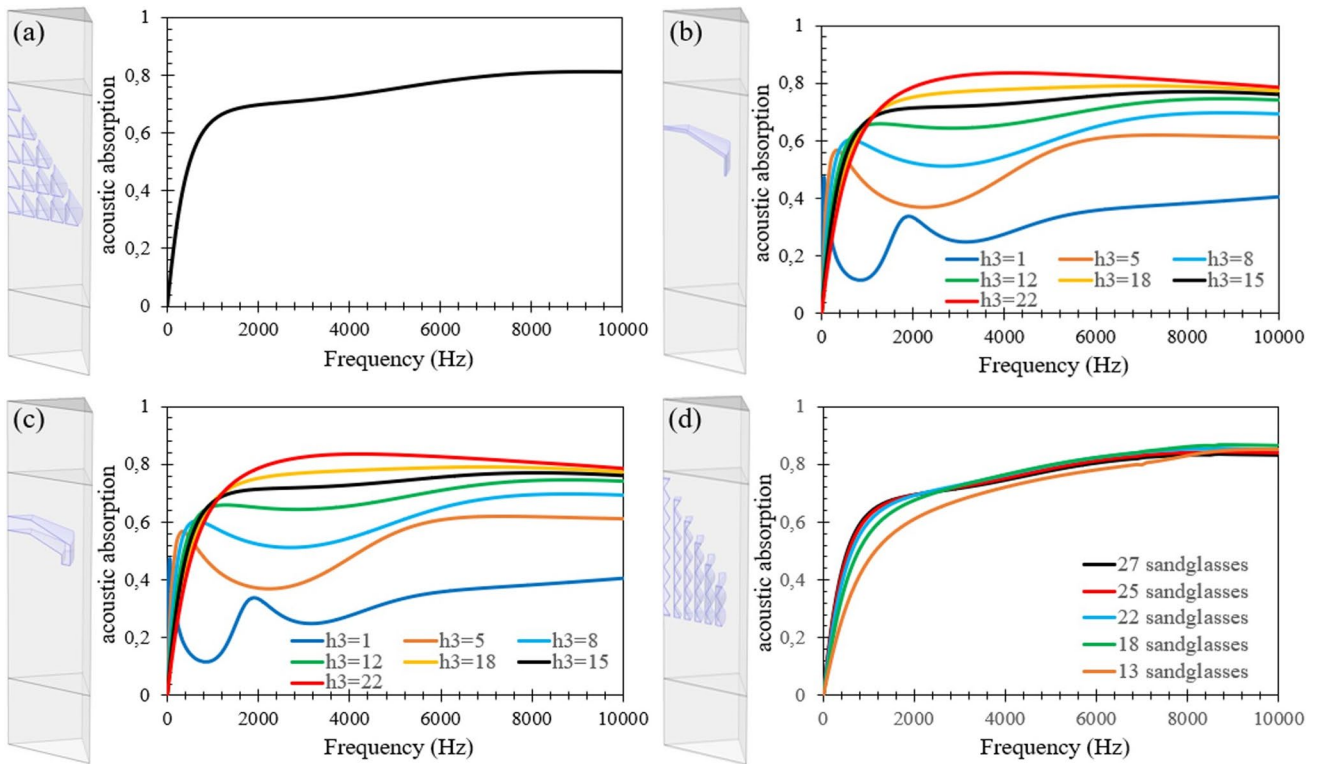 (a)
acoustic absorption
1
0,8
0,6
0,4
0,2
0
0 2000 4000 6000 8000 10000
Frequency (Hz)
(b)
acoustic absorption
1
0,8
0,6
0,4
0,2
0
h3=1 h3=5 h3=8
h3=12 h3=18 h3=15
h3=22
0 2000 4000 6000 8000 10000
Frequency (Hz)
(c)
acoustic absorption
1
0,8
0,6
0,4
0,2
0
h3=1 h3=5 h3=8
h3=12 h3=18 h3=15
h3=22
0 2000 4000 6000 8000 10000
Frequency (Hz)
(d)
acoustic absorption
1
0,8
0,6
0,4
0,2
0
27 sandglasses
25 sandglasses
22 sandglasses
18 sandglasses
13 sandglasses
0 2000 4000 6000 8000 10000
Frequency (Hz)